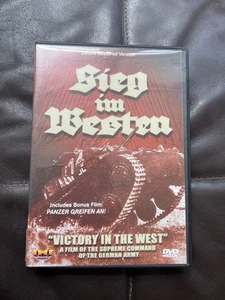 Sieg
im
Westen
Includes Bonus Film:
PANZER GREIFEN AN!
"VICTORY IN THE WEST"
A FILM OF THE SUPREME COMMAND
OF THE GERMAN ARMY
DVD